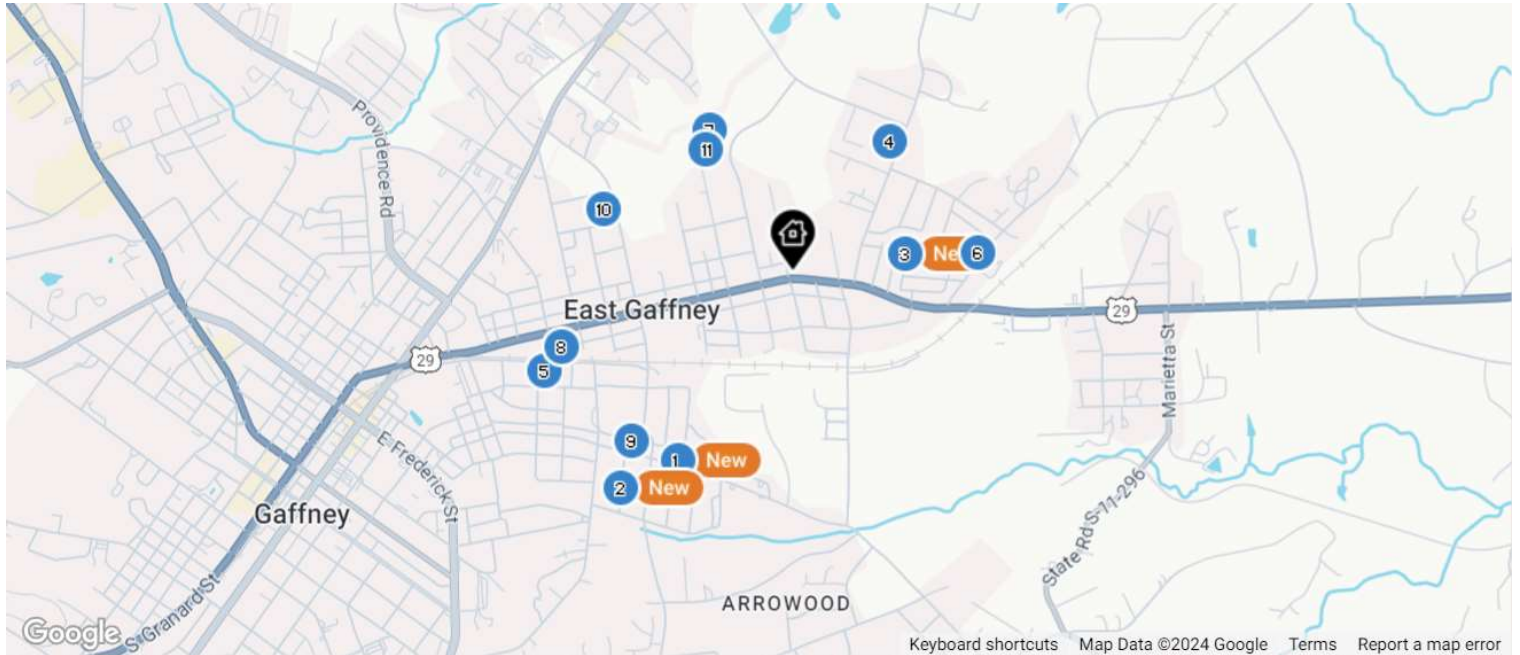 Providence Rd
7
11
4
10
3
Ne
6
East Gaffney
29
29
8
5
Marietta St
E Frederick St
9
1
New
2
New
Gaffney
State Rd S-11-296
ARROWOOD
S Granard St
Google
Keyboard shortcuts
Map Data ©2024 Google
Terms
Report a map error